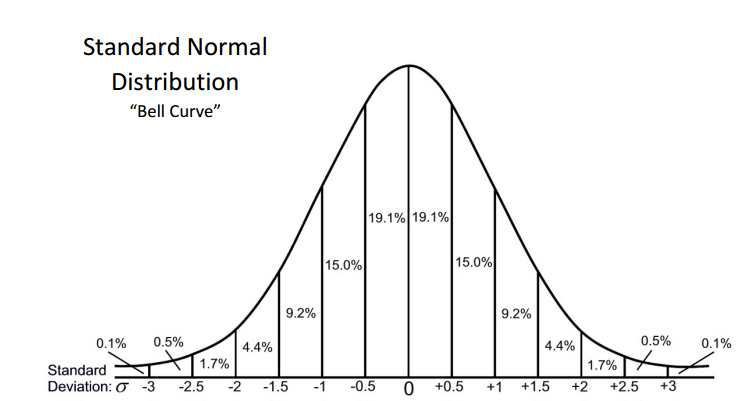 Standard Normal
Distribution
“Bell Curve”
19.1% 19.1%
15.0% 15.0%
9.2% 9.2%
0.1% 0.5% 4.4% 4.4% 0.5% 0.1%
1.7% 1.7%
Standard
Deviation: σ -3 -2.5 -2 -1.5 -1 -0.5 0 +0.5 +1 +1.5 +2 +2.5 +3